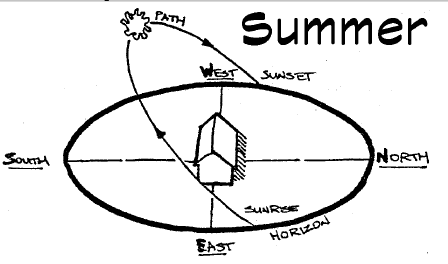 PATH
Summer
WEST
SUNSET
SOUTH
NORTH
SUNRISE
HORIZON
EAST